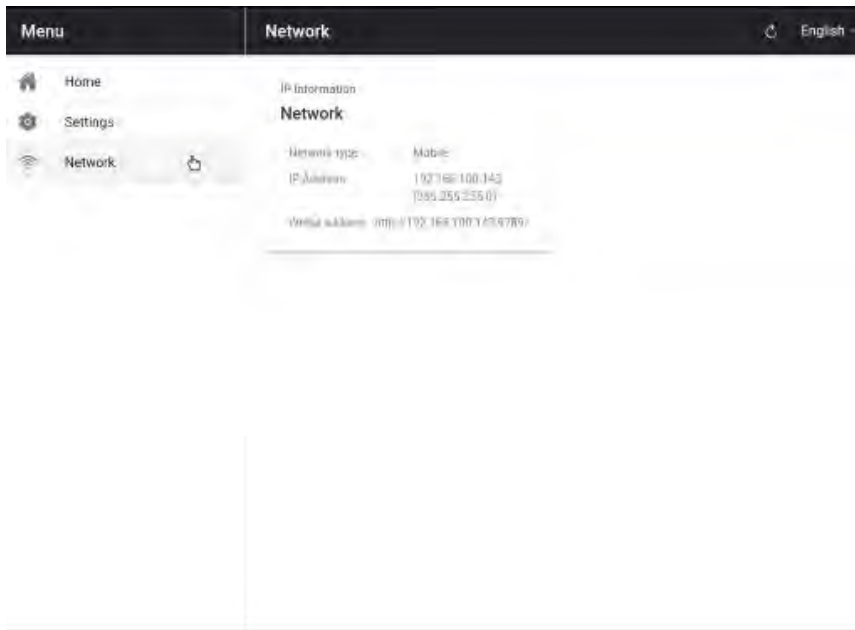 Menu
Network
English
Home
Settings
Network
IP Information
Network
Network type
Mobile
IP Address
192.168.100.143
(255.255.255.0)
address
http://192.168.100.143:9789/